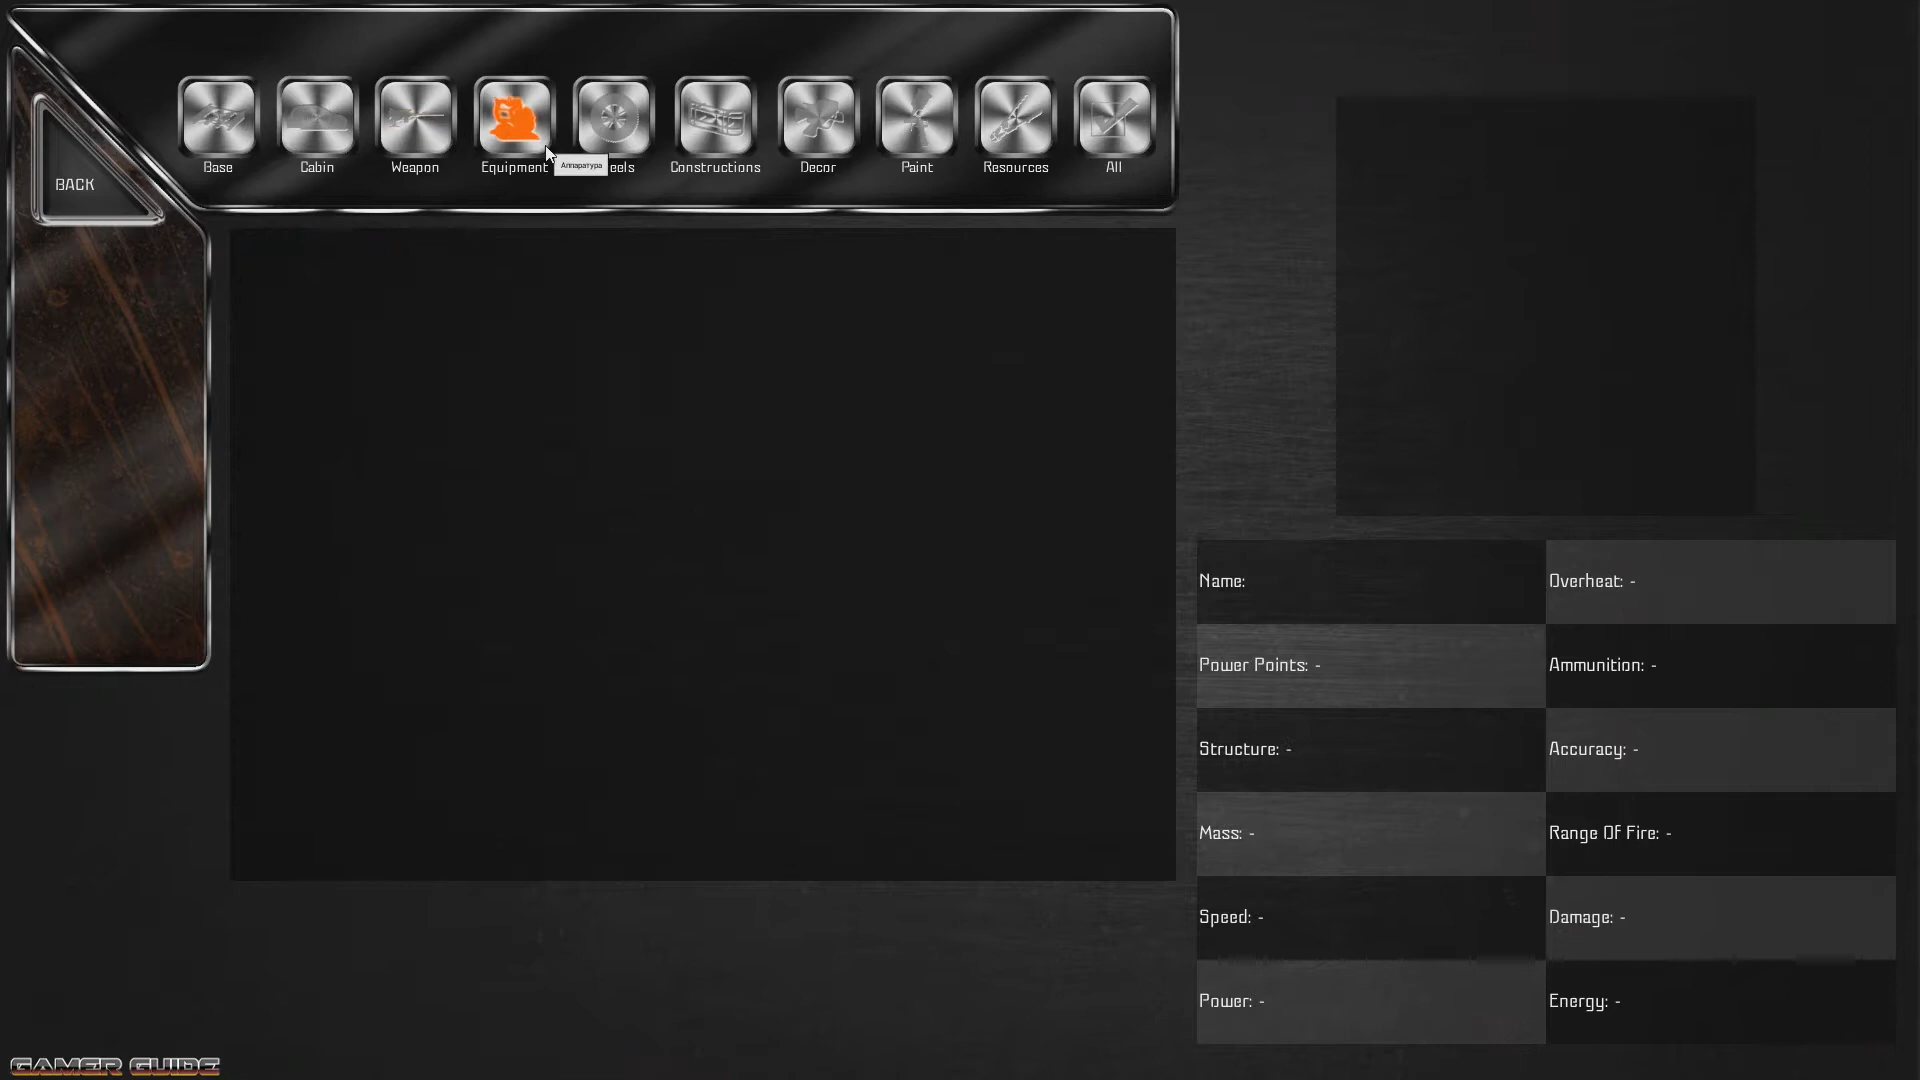 Base
Cabin
Weapon
Equipment
Аппаратура
eels
Constructions
Decor
Paint
Resources
All
BACK
Name:
Overheat: -
Power Points: -
Ammunition: -
Structure: -
Accuracy: -
Mass: -
Range Of Fire: -
Speed: -
Damage: -
Power: -
Energy: -
GAMER GUIDE